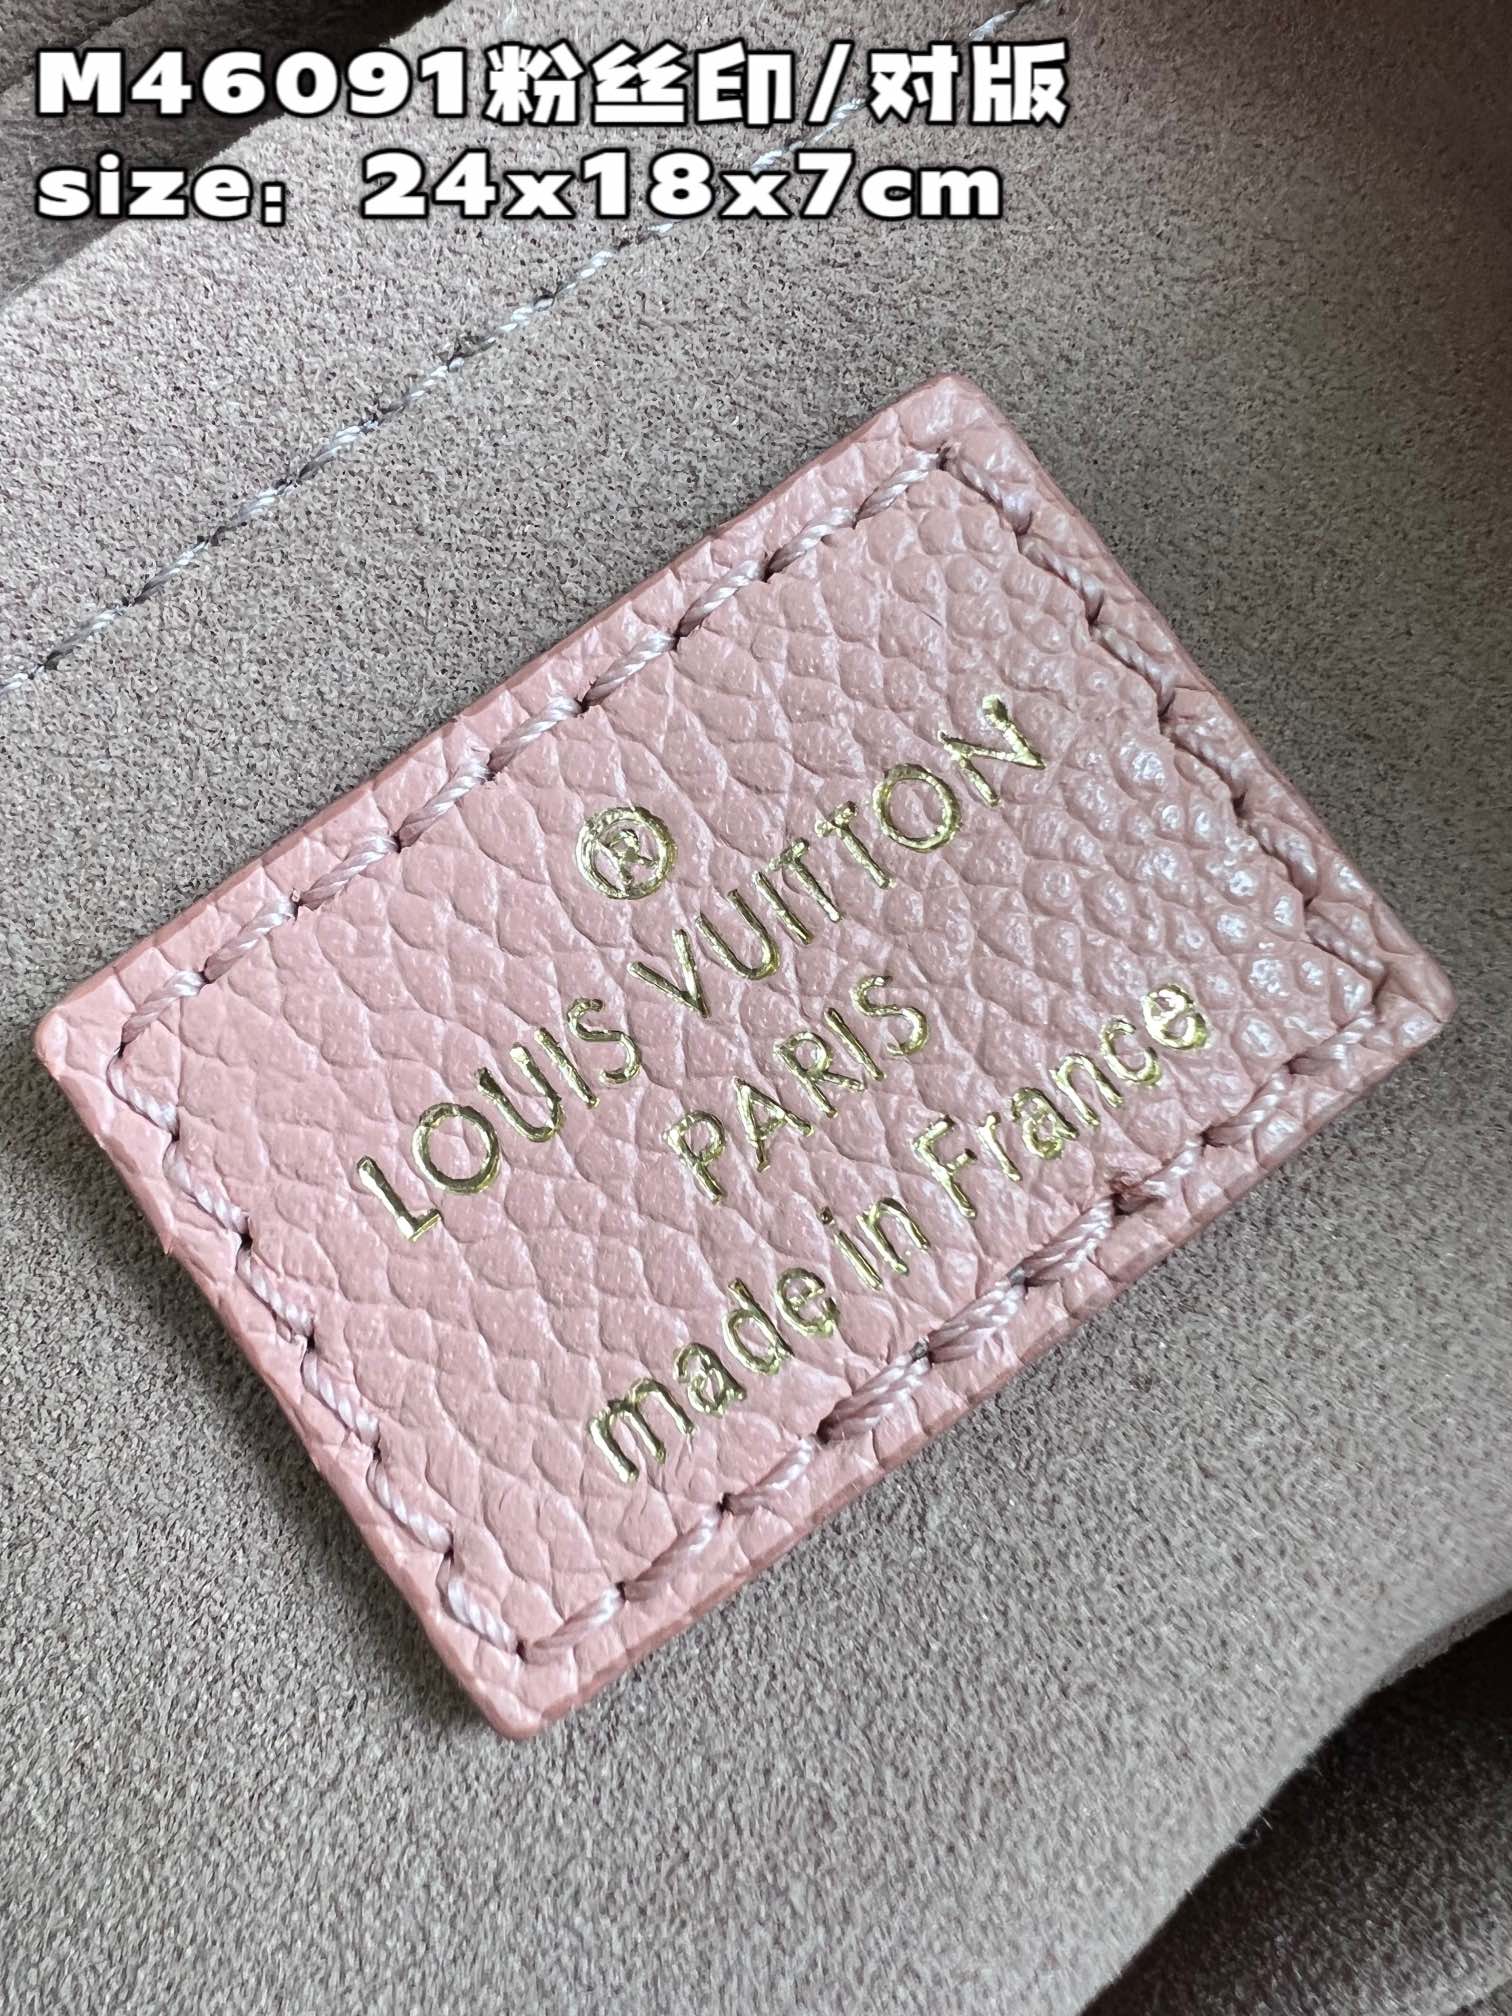 M46091粉丝印/对版
size：24x18x7cm
®
LOUIS VUITTON
PARIS
made in France